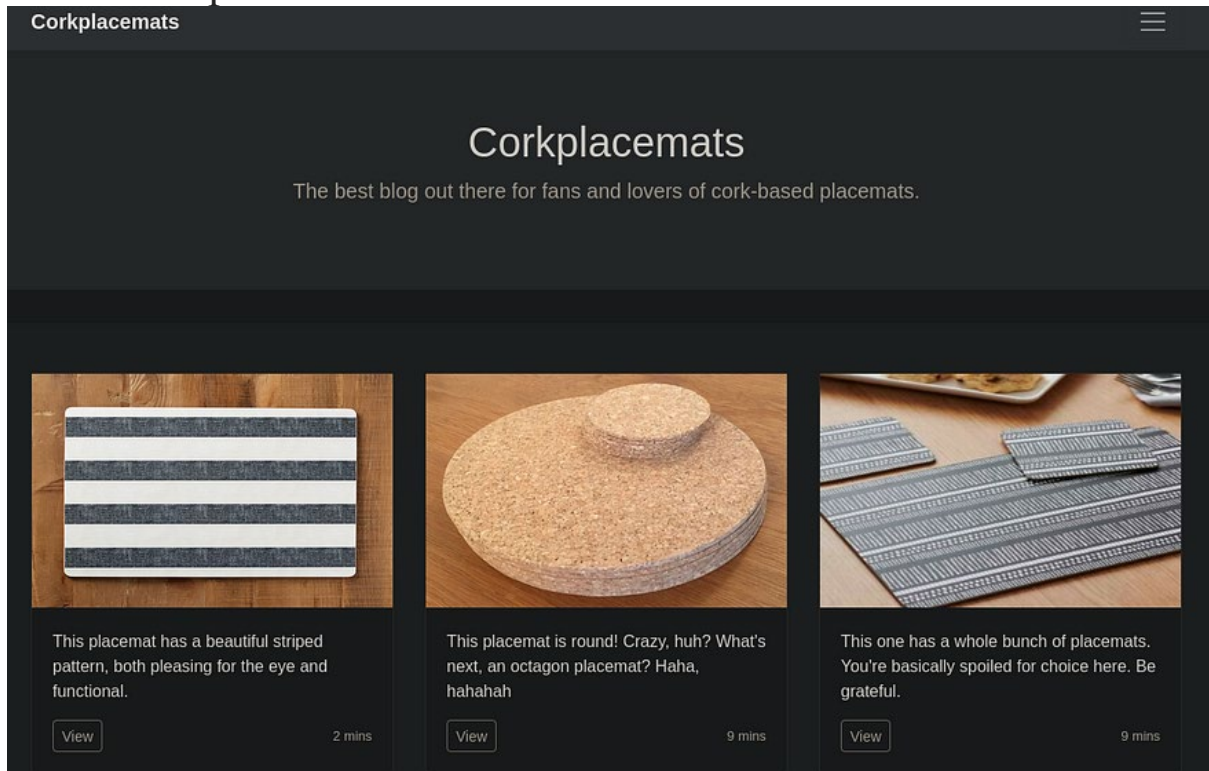 Corkplacemats
Corkplacemats
The best blog out there for fans and lovers of cork-based placemats.
This placemat has a beautiful striped
pattern, both pleasing for the eye and
functional.
View
2 mins
This placemat is round! Crazy, huh? What's
next, an octagon placemat? Haha,
hahahah
View
9 mins
This one has a whole bunch of placemats.
You're basically spoiled for choice here. Be
grateful.
View
9 mins